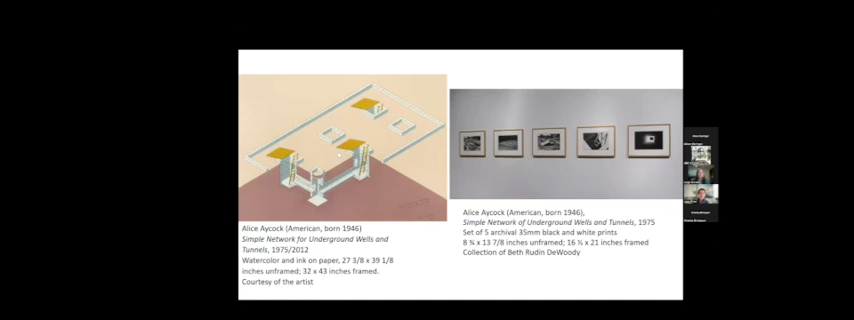 Alice Aycock (American, born 1946)
Simple Network for Underground Wells and
Tunnels, 1975/2012
Watercolor and ink on paper, 27 3/8 x 39 1/8
inches unframed; 32 x 43 inches framed.
Courtesy of the artist
Alice Aycock (American, born 1946),
Simple Network of Underground Wells and Tunnels, 1975
Set of 5 archival 35mm black and white prints
8 ¾ x 13 7/8 inches unframed; 16 ½ x 21 inches framed
Collection of Beth Rudin DeWoody